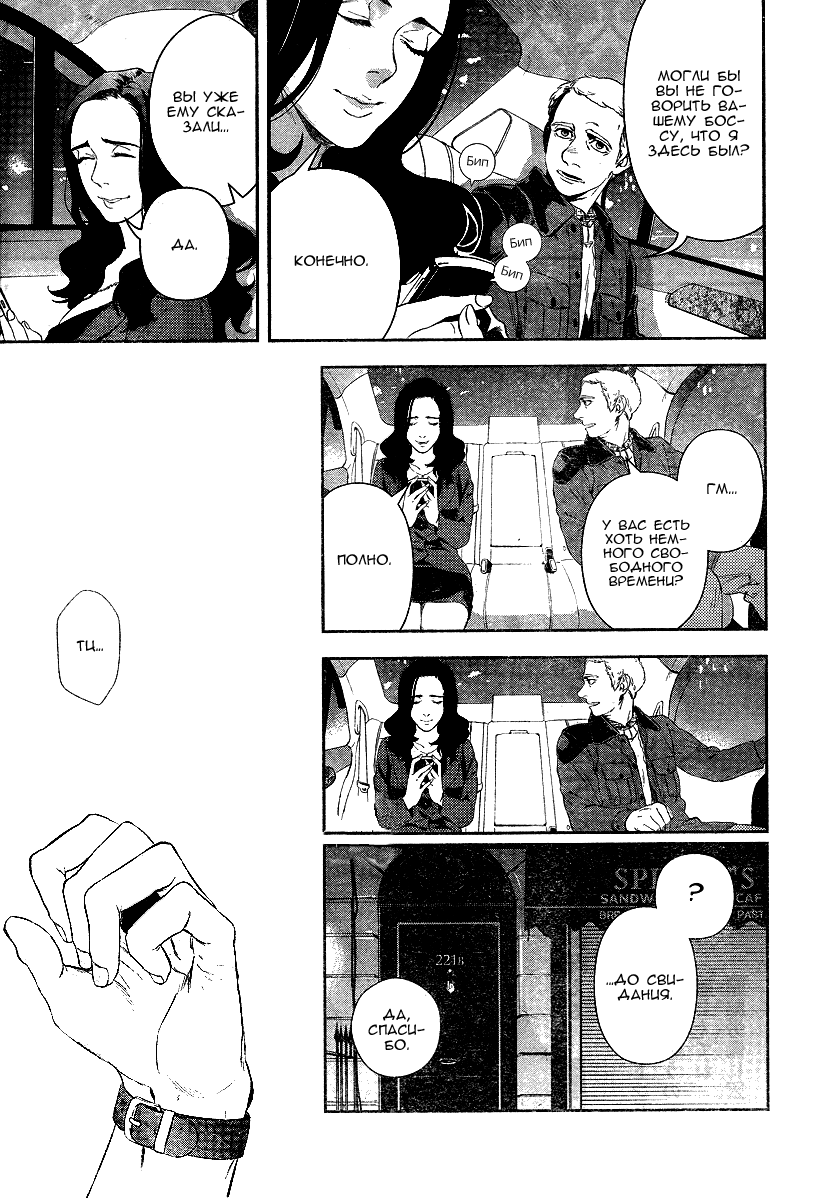 МОГЛИ БЫ
ВЫ НЕ ГО-
ВОРИТЬ ВА-
ШЕМУ БОС-
СУ, ЧТО Я
ЗДЕСЬ БЫЛ?
БИП
БИП
БИП
КОНЕЧНО.
ВЫ УЖЕ
ЕМУ СКА-
ЗАЛИ...
ДА.
ГМ...
У ВАС ЕСТЬ
ХОТЬ НЕМ-
НОГО СВО-
БОДНОГО
ВРЕМЕНИ?
ПОЛНО.
?
...ДО СВИ-
ДАНИЯ.
ДА,
СПАСИ-
БО.
221B
SANDW
CAF
PAST
ТЦ...